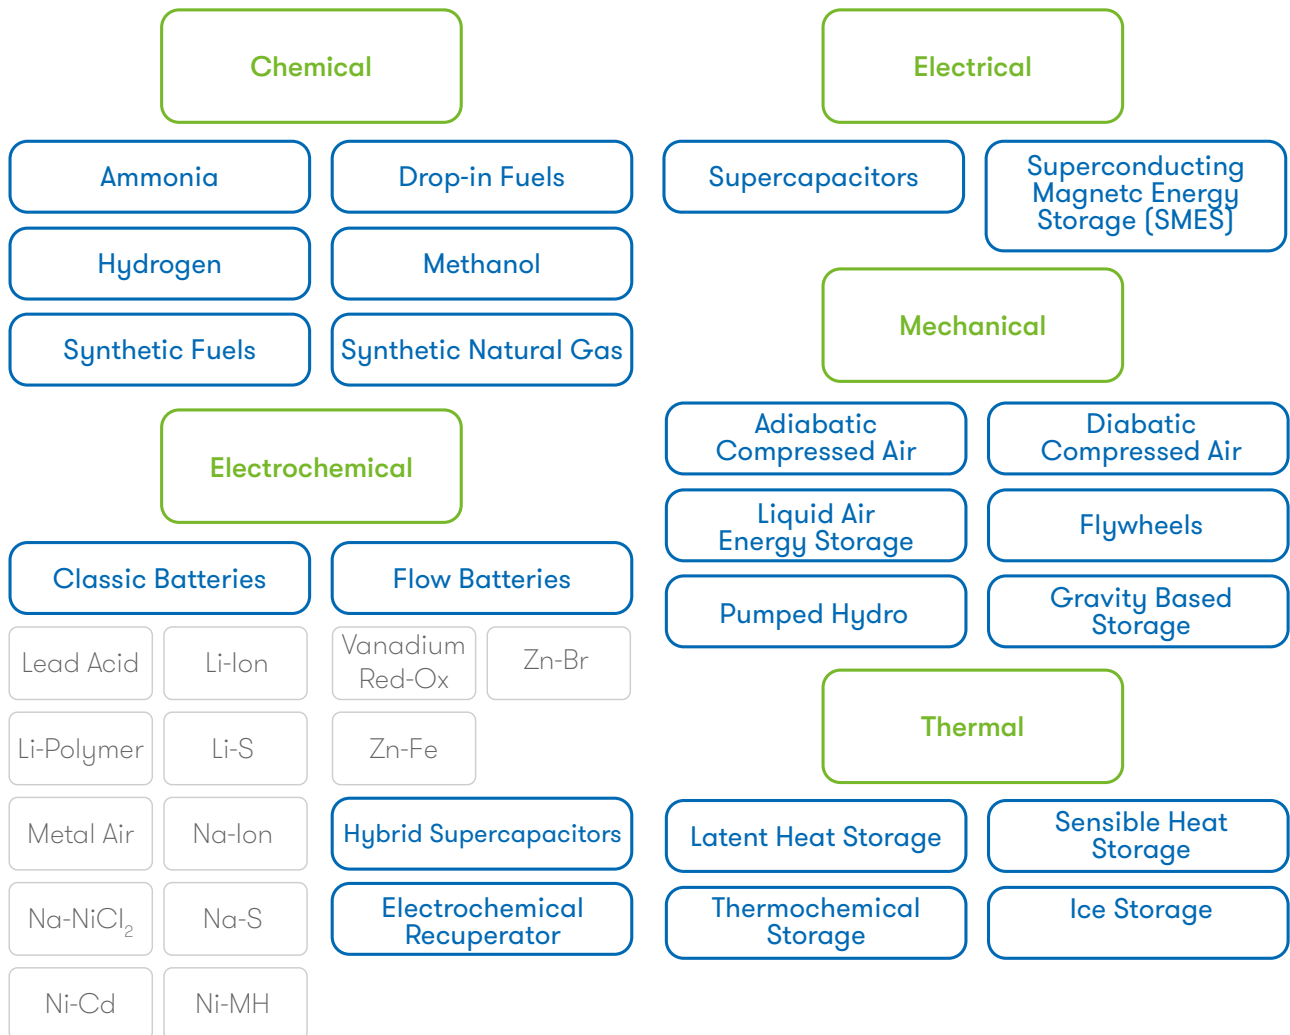 Chemical
Ammonia
Drop-in Fuels
Hydrogen
Methanol
Synthetic Fuels
Synthetic Natural Gas
Electrochemical
Classic Batteries
Flow Batteries
Lead Acid
Li-Ion
Vanadium
Red-Ox
Zn-Br
Li-Polymer
Li-S
Zn-Fe
Metal Air
Na-Ion
Hybrid Supercapacitors
Na-NiCl₂
Na-S
Electrochemical
Recuperator
Ni-Cd
Ni-MH
Electrical
Supercapacitors
Superconducting
Magnetc Energy
Storage (SMES)
Mechanical
Adiabatic
Compressed Air
Diabatic
Compressed Air
Liquid Air
Energy Storage
Flywheels
Pumped Hydro
Gravity Based
Storage
Thermal
Latent Heat Storage
Sensible Heat
Storage
Thermochemical
Storage
Ice Storage